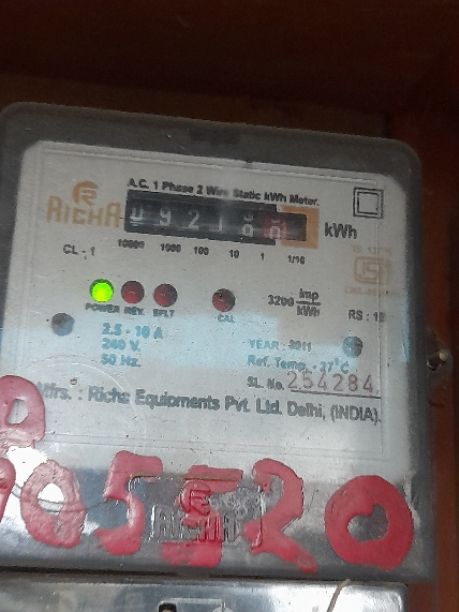 A.C. 1 Phase 2 Wire Static kWh Meter.
RICHA
kWh
CL - 1
10000 1000 100 10 1 1/10
POWER REV. EFLT
CAL
3200 imp/kWh
RS : 1
2.5 - 10 A
240 V.
50 Hz.
YEAR : 2011
Ref. Temp. - 27°C
SL. No. 254284
Mfrs. : Richa Equipments Pvt. Ltd. Delhi, (INDIA).
05520
RICHA